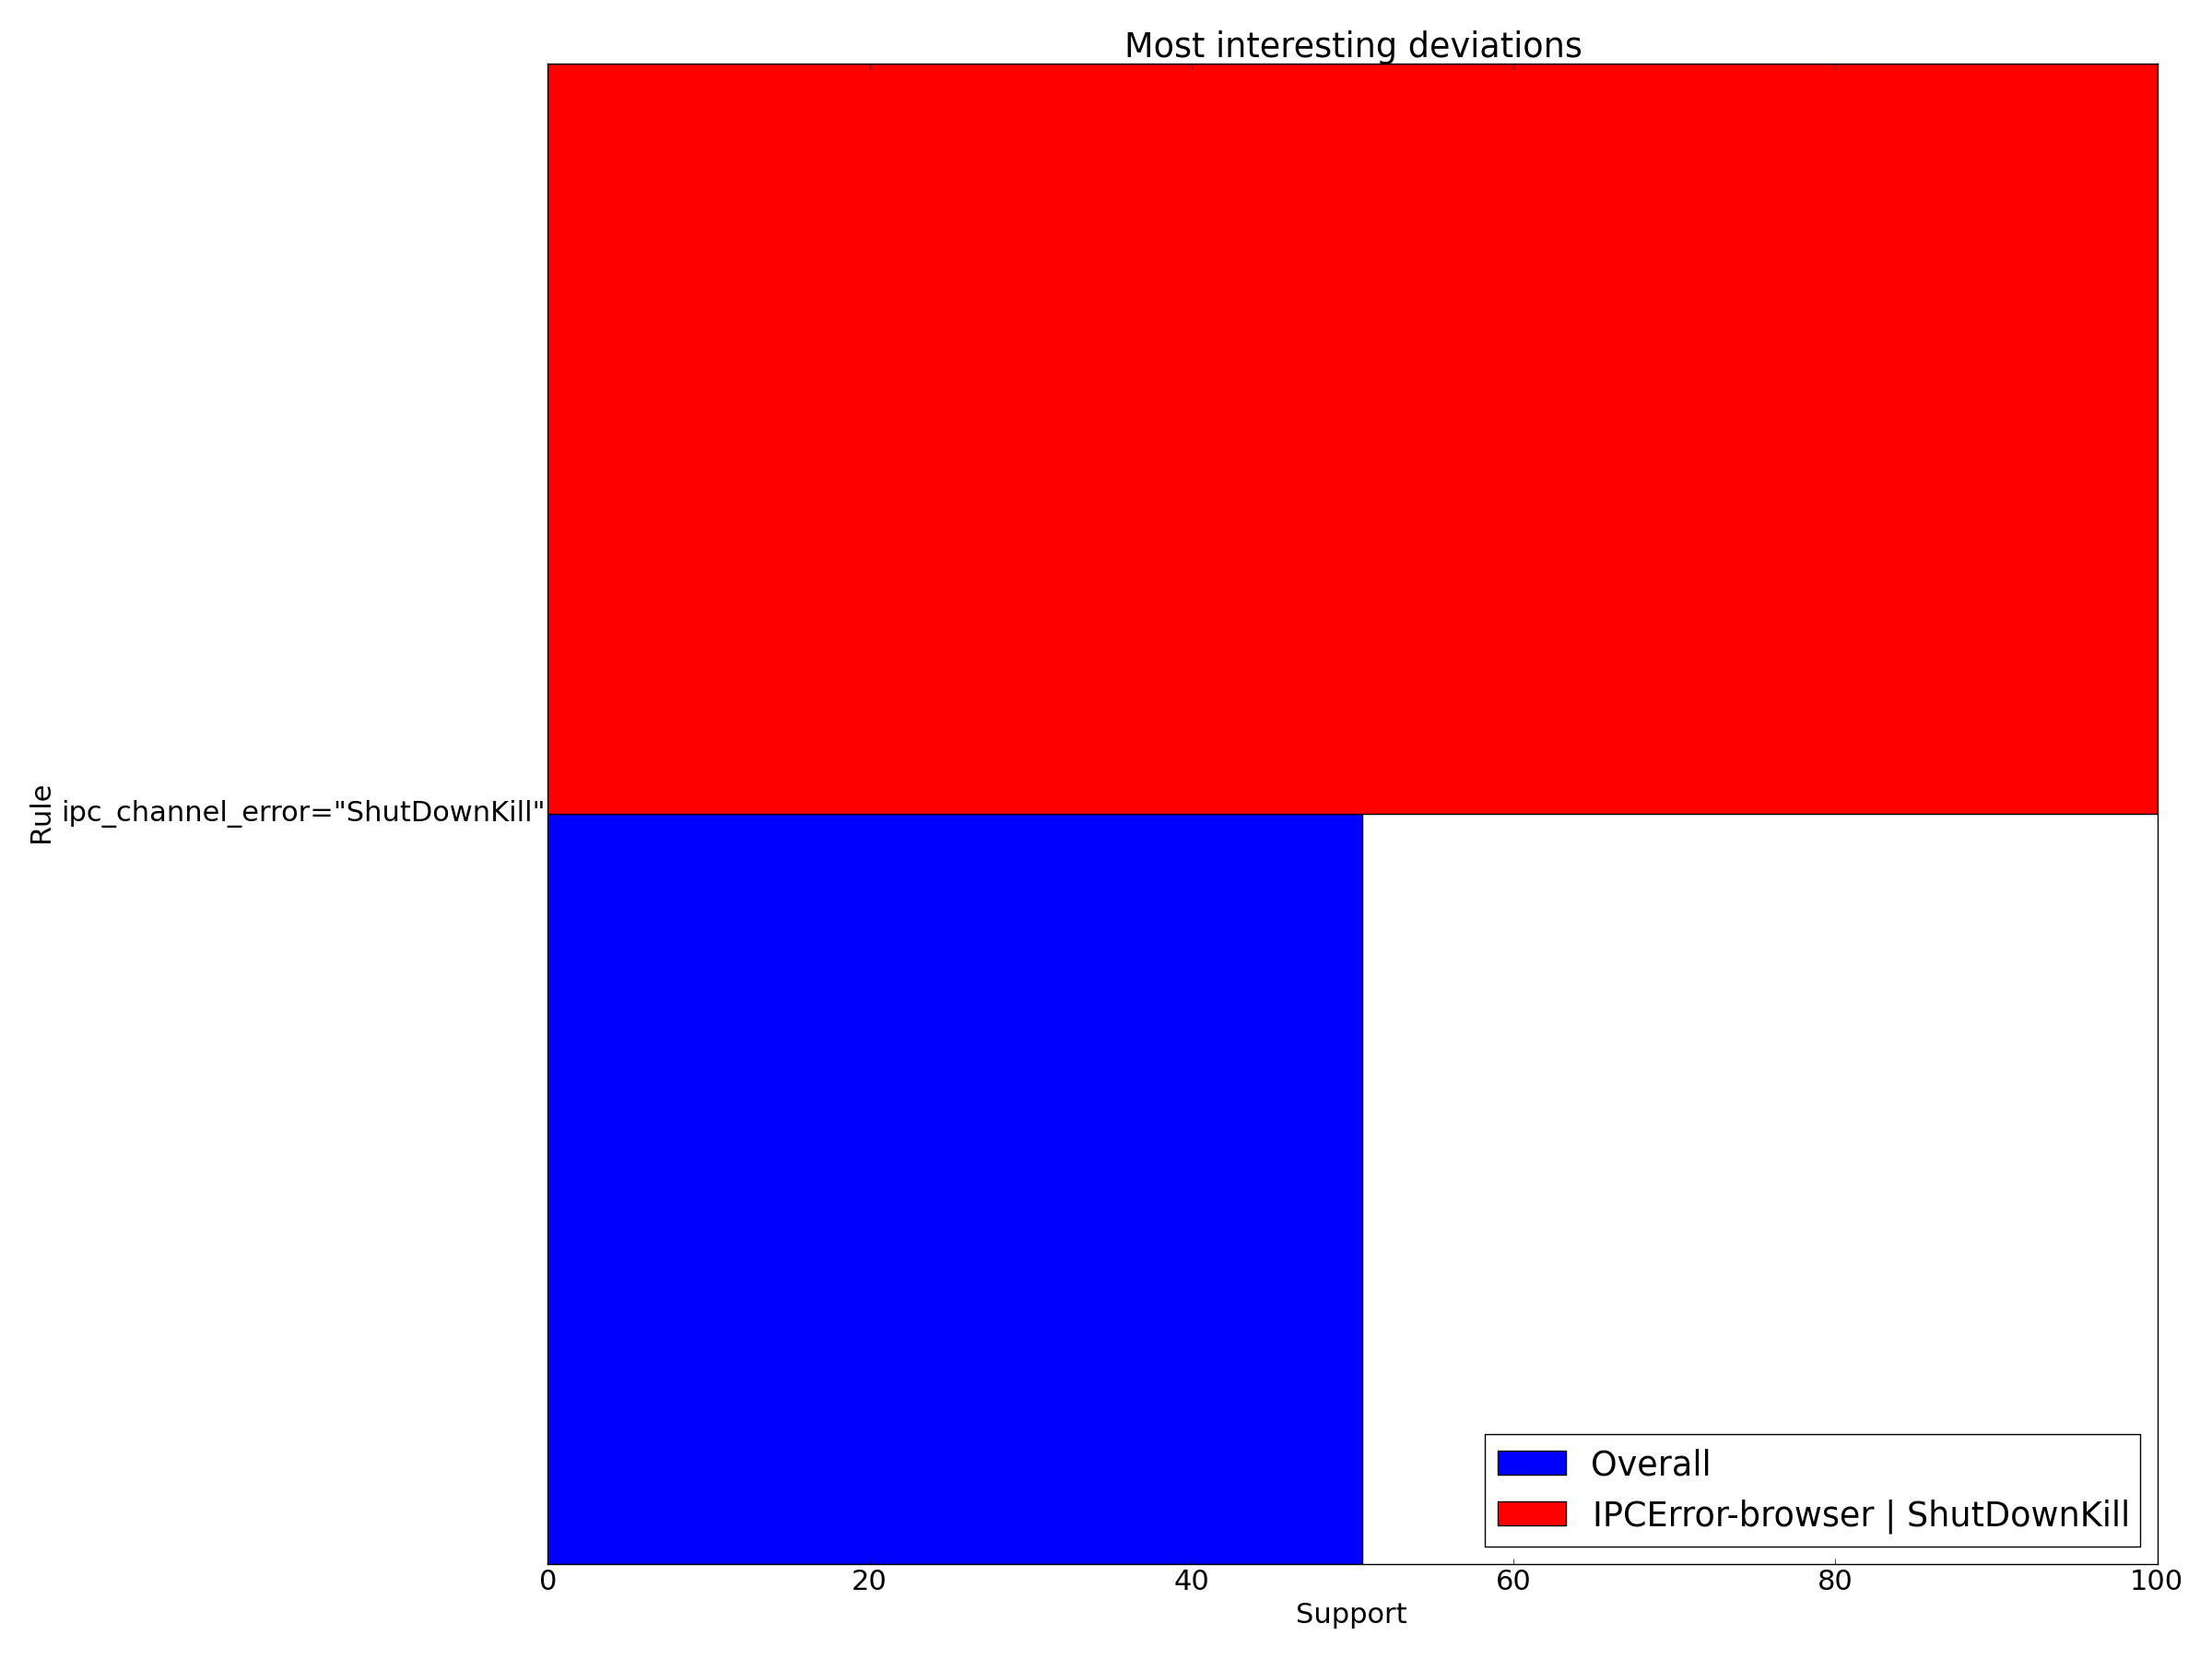 Most interesting deviations
Rule
ipc_channel_error="ShutDownKill"
Overall
IPCError-browser | ShutDownKill
0 20 40 60 80 100
Support